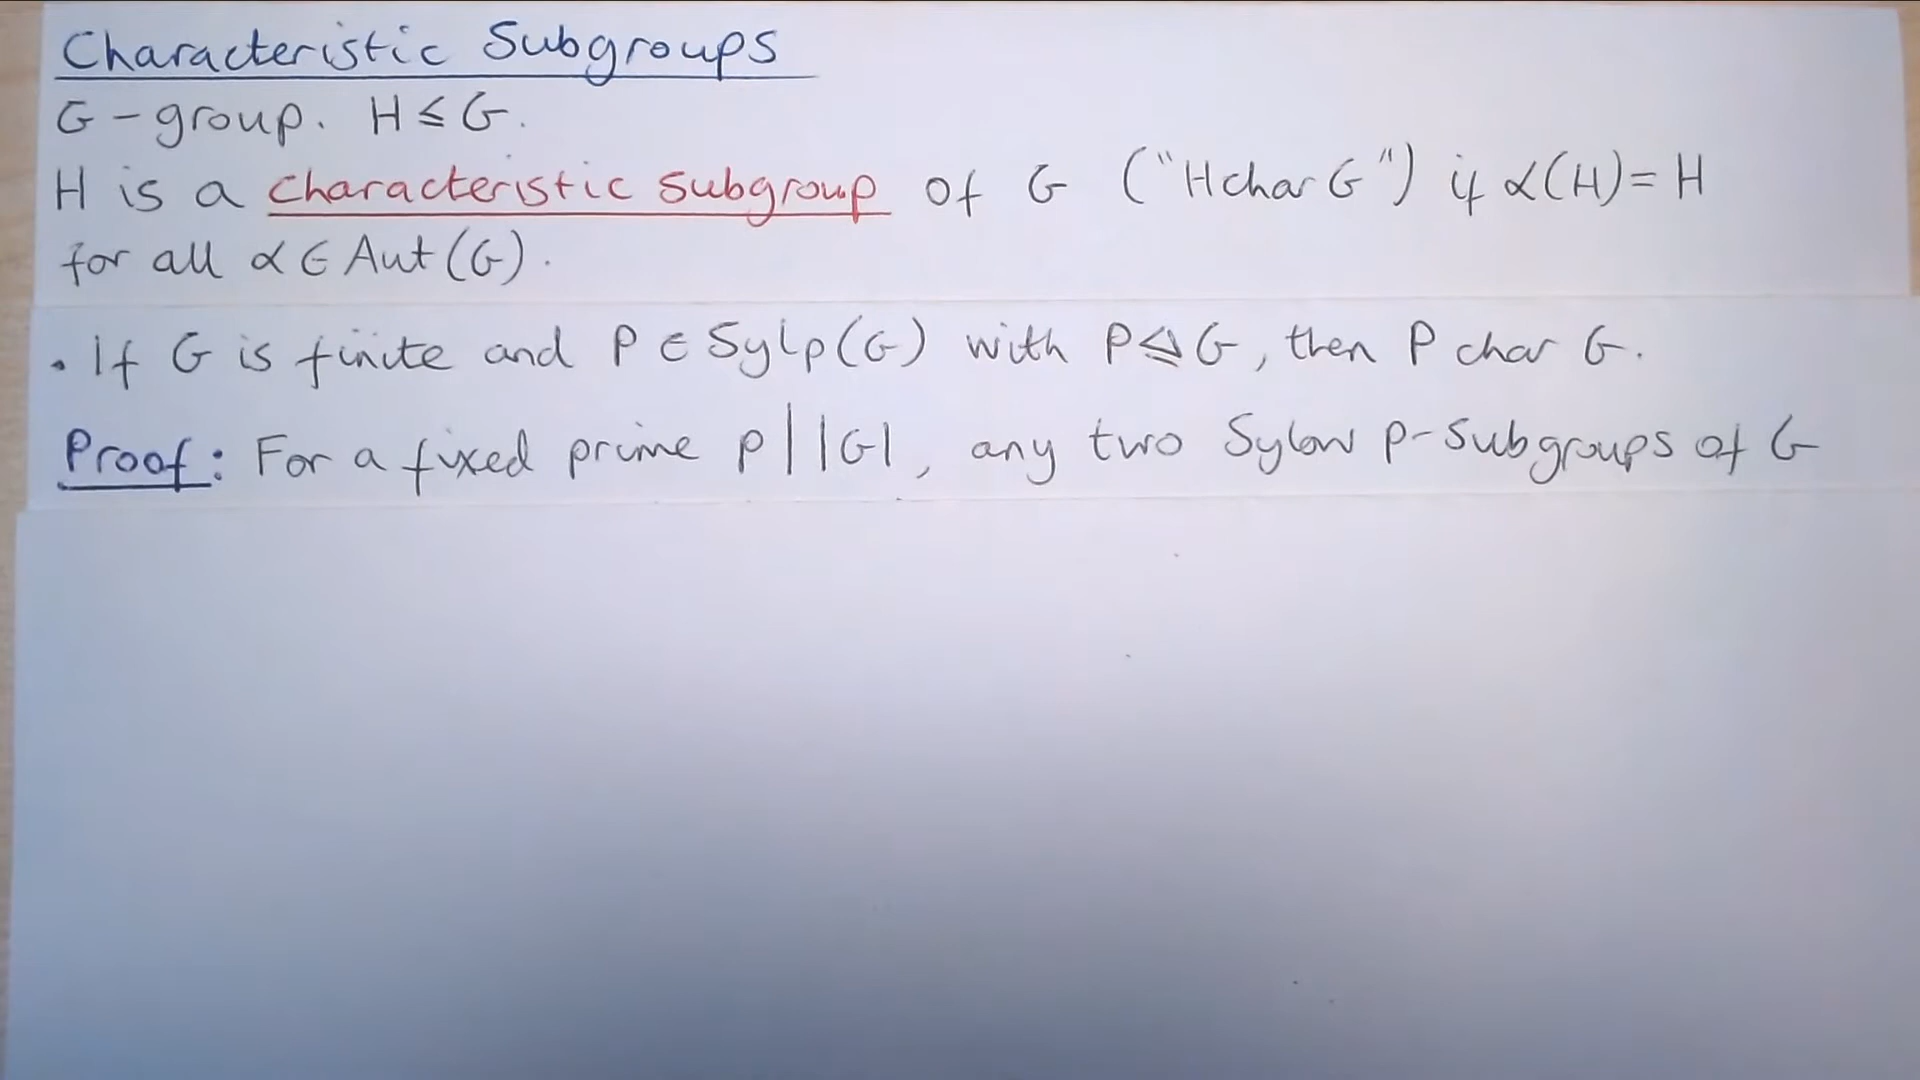 Characteristic Subgroups
G - group. H ≤ G.
H is a characteristic subgroup of G ("H char G") if α(H) = H
for all α ∈ Aut(G).
• If G is finite and P ∈ Sylp(G) with P ⊴ G, then P char G.
Proof: For a fixed prime p | |G|, any two Sylow p-subgroups of G